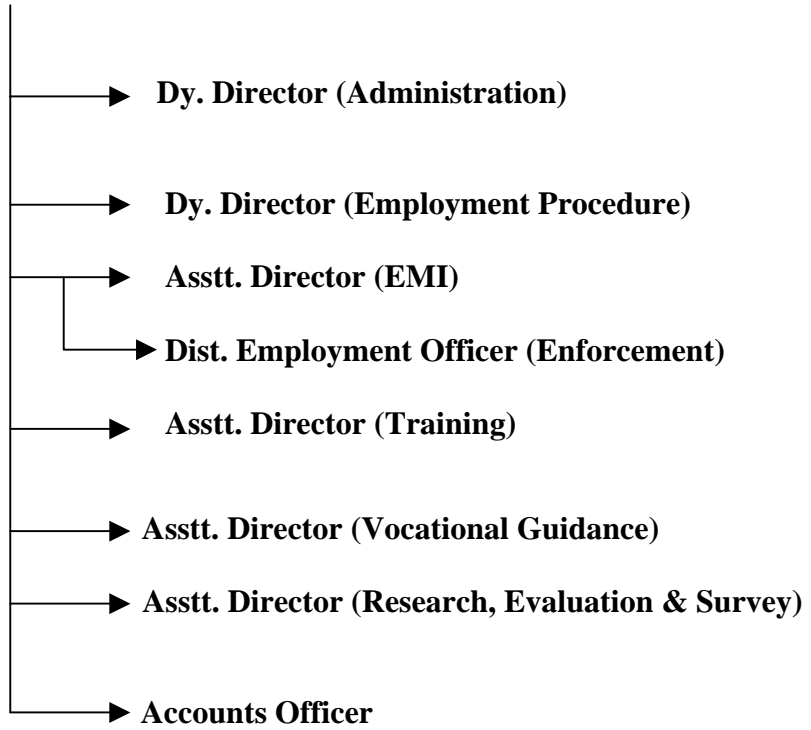 Dy. Director (Administration)
Dy. Director (Employment Procedure)
Asstt. Director (EMI)
Dist. Employment Officer (Enforcement)
Asstt. Director (Training)
Asstt. Director (Vocational Guidance)
Asstt. Director (Research, Evaluation & Survey)
Accounts Officer